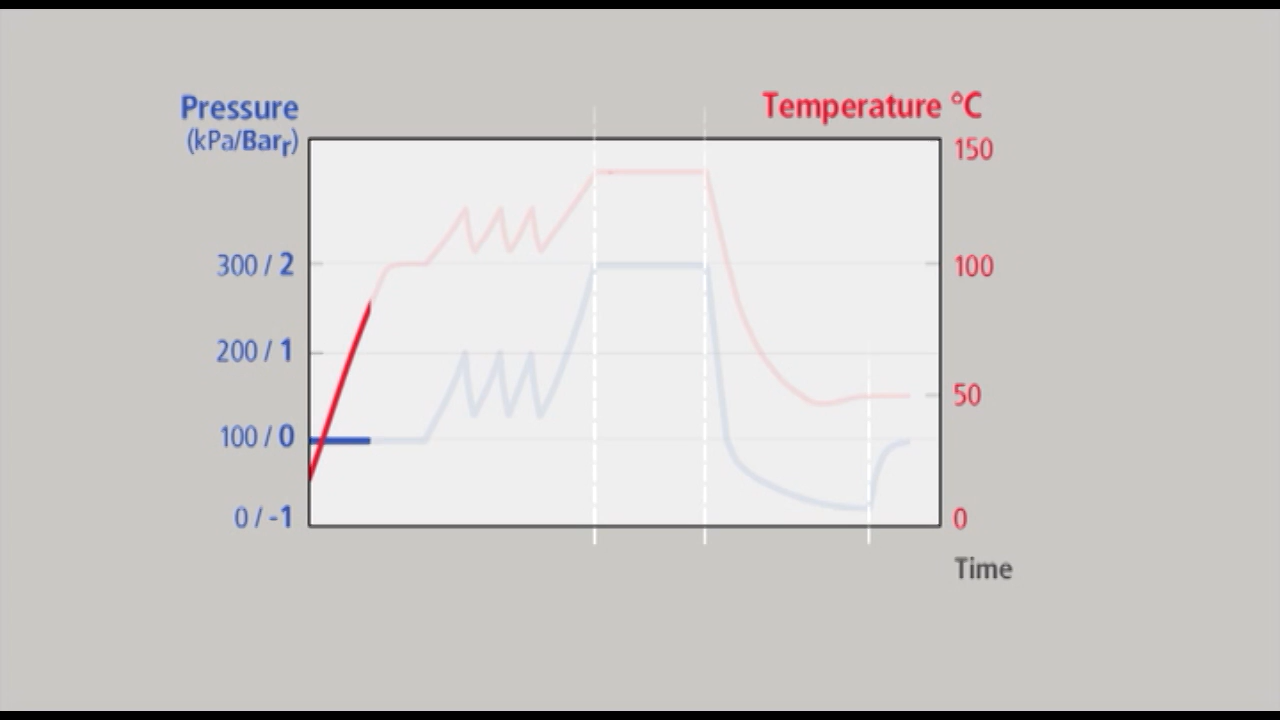 Pressure
(kPa/Barr)
Temperature °C
150
300 / 2
100
200 / 1
50
100 / 0
0 / -1
0
Time